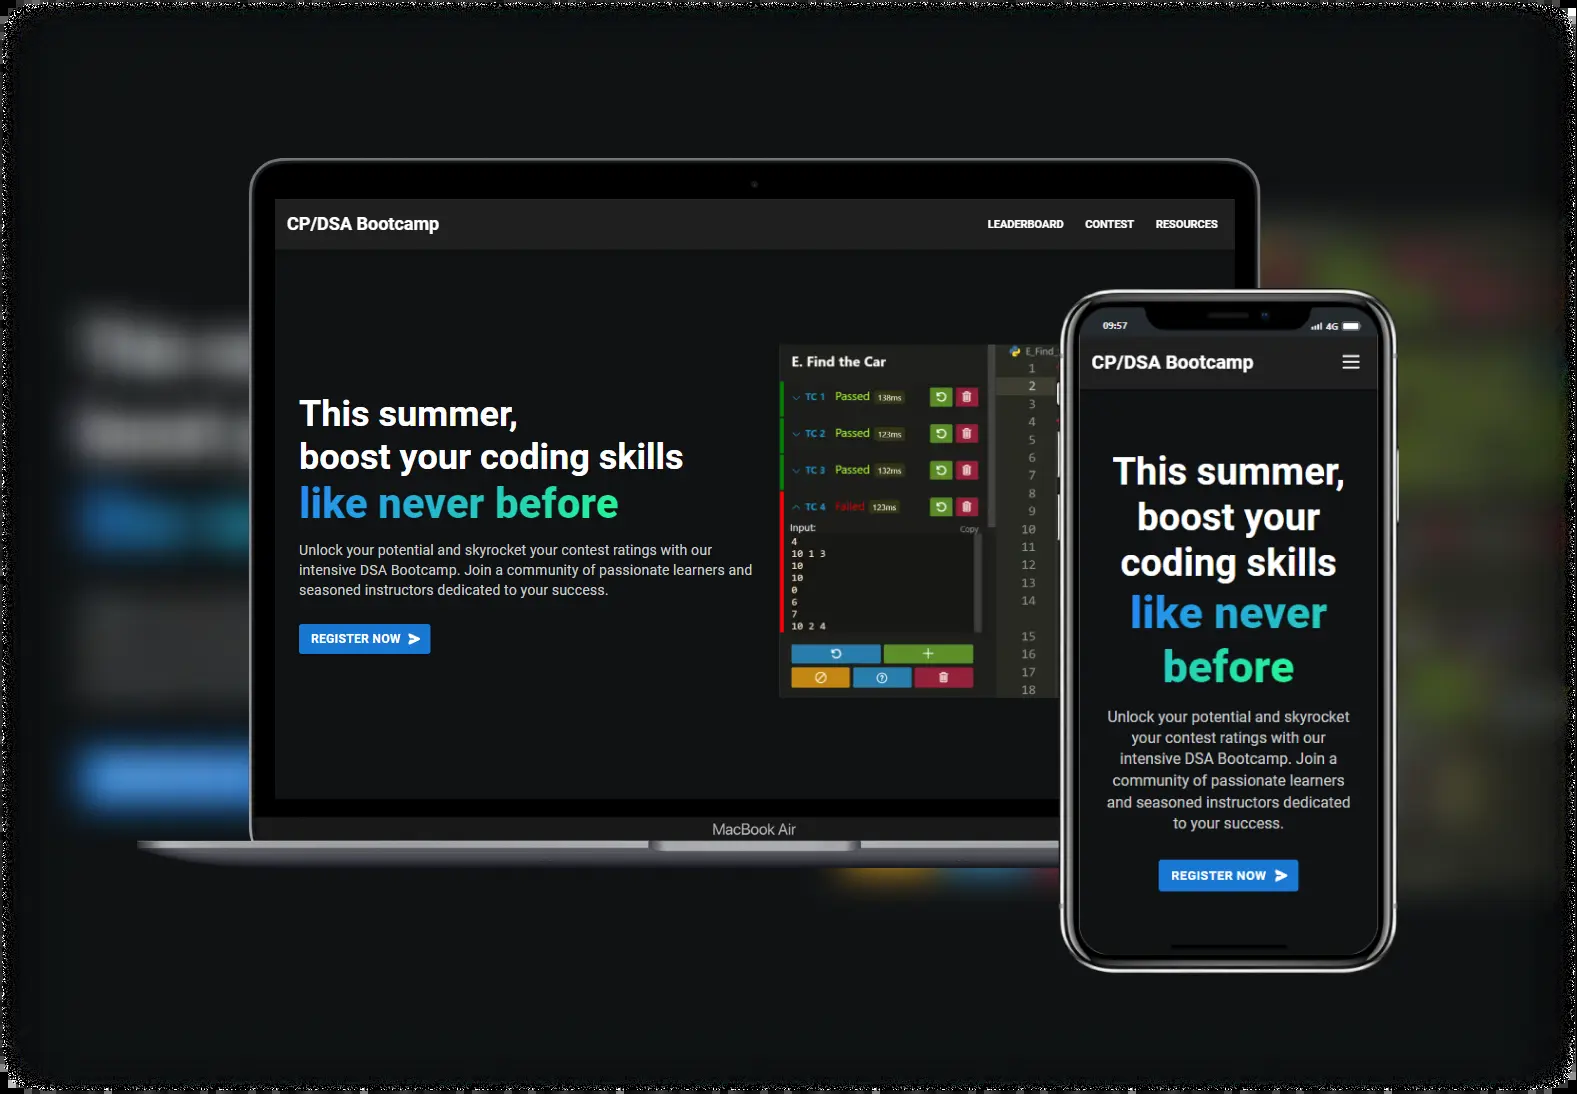 CP/DSA Bootcamp
LEADERBOARD CONTEST RESOURCES
This summer,
boost your coding skills
like never before
Unlock your potential and skyrocket your contest ratings with our
intensive DSA Bootcamp. Join a community of passionate learners and
seasoned instructors dedicated to your success.
REGISTER NOW
E. Find the Car
TC 1 Passed 138ms
TC 2 Passed 123ms
TC 3 Passed 132ms
TC 4 Failed 123ms
Input:
Copy
4
10 1 3
10
10
0
6
7
10 2 4
E_Find_
1
2
3
4
5
6
7
8
9
10
11
12
13
14
15
16
17
18
MacBook Air
09:57
4G
CP/DSA Bootcamp
This summer,
boost your
coding skills
like never
before
Unlock your potential and skyrocket
your contest ratings with our
intensive DSA Bootcamp. Join a
community of passionate learners
and seasoned instructors dedicated
to your success.
REGISTER NOW